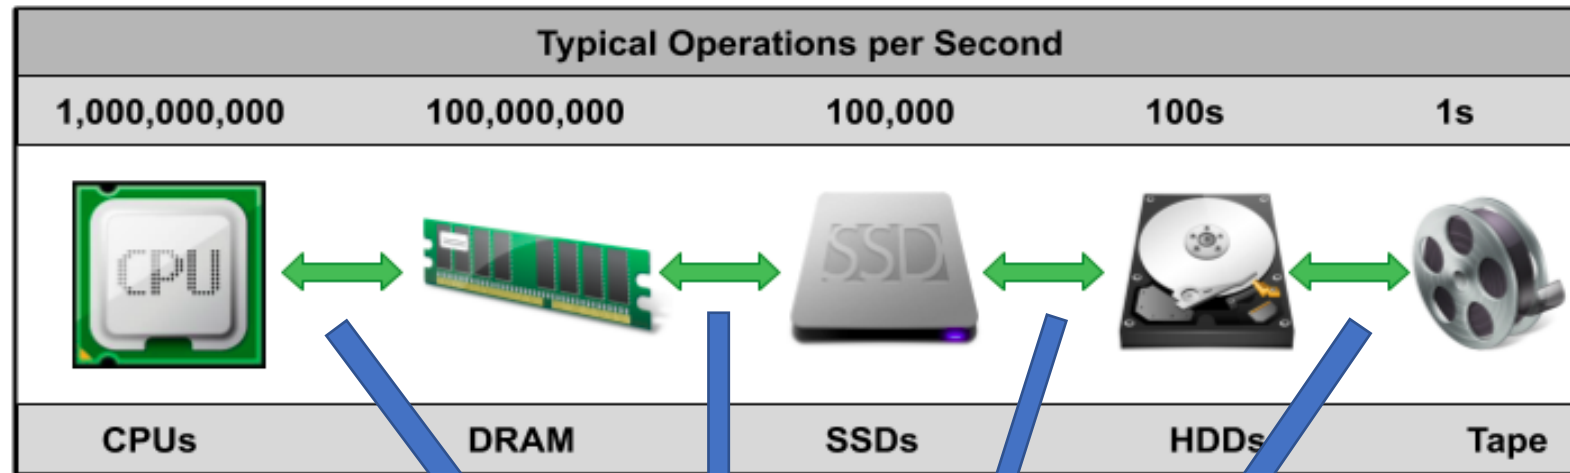 Typical Operations per Second
1,000,000,000 100,000,000 100,000 100s 1s
CPU
SSD
CPUs DRAM SSDs HDDs Tape